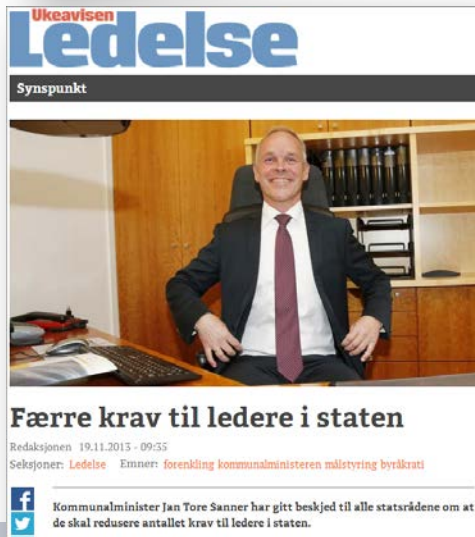 Ukeavisen
Ledelse
Synspunkt
Færre krav til ledere i staten
Redaksjonen 19.11.2013 - 09:35
Seksjoner: Ledelse Emner: forenkling kommunalministeren målstyring byråkrati
Kommunalminister Jan Tore Sanner har gitt beskjed til alle statsrådene om at
de skal redusere antallet krav til ledere i staten.